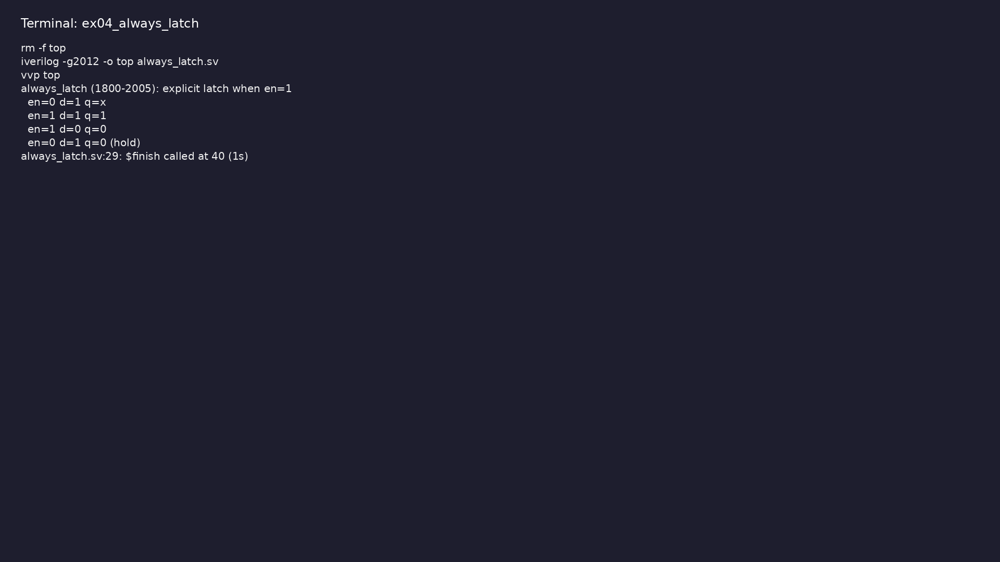 Terminal: ex04_always_latch
rm -f top
iverilog -g2012 -o top always_latch.sv
vvp top
always_latch (1800-2005): explicit latch when en=1
en=0 d=1 q=x
en=1 d=1 q=1
en=1 d=0 q=0
en=0 d=1 q=0 (hold)
always_latch.sv:29: $finish called at 40 (1s)